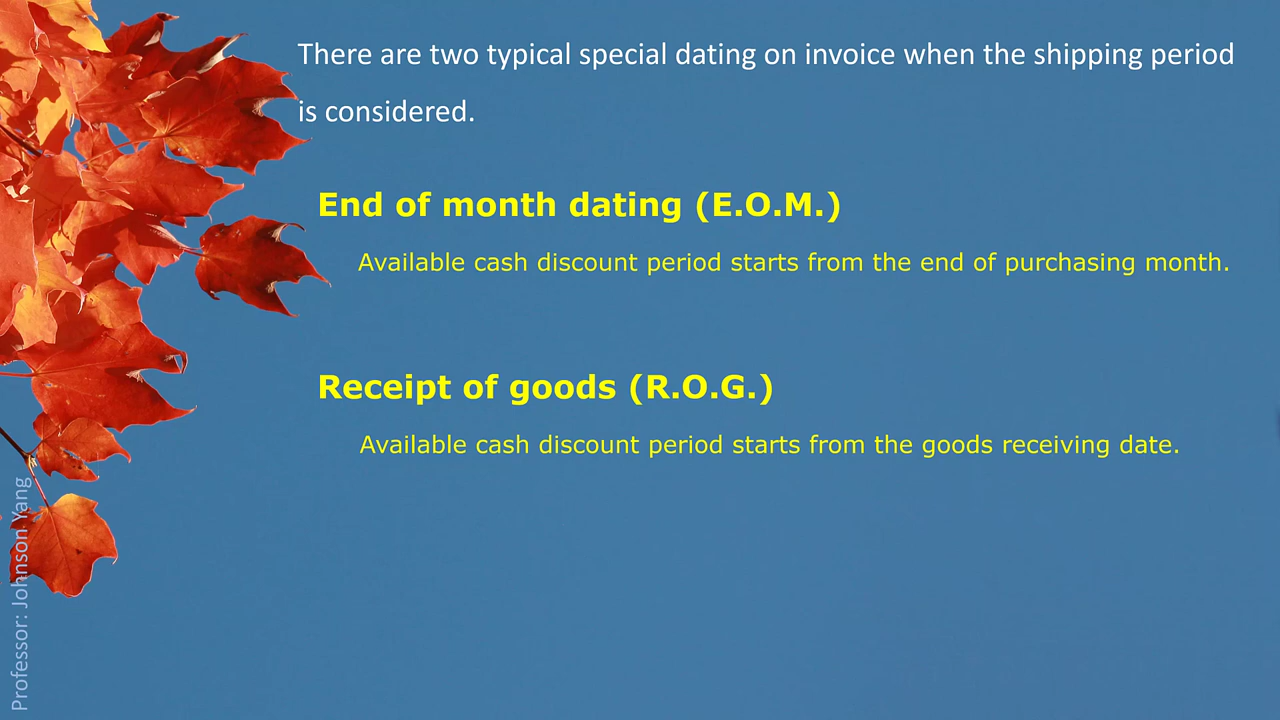 There are two typical special dating on invoice when the shipping period
is considered.
End of month dating (E.O.M.)
Available cash discount period starts from the end of purchasing month.
Receipt of goods (R.O.G.)
Available cash discount period starts from the goods receiving date.
Professor: Johnson Yang